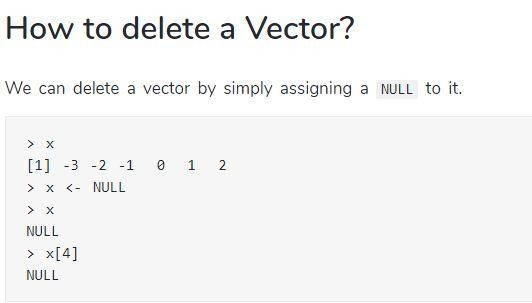 How to delete a Vector?
We can delete a vector by simply assigning a NULL to it.
> x
[1] -3 -2 -1  0  1  2
> x <- NULL
> x
NULL
> x[4]
NULL